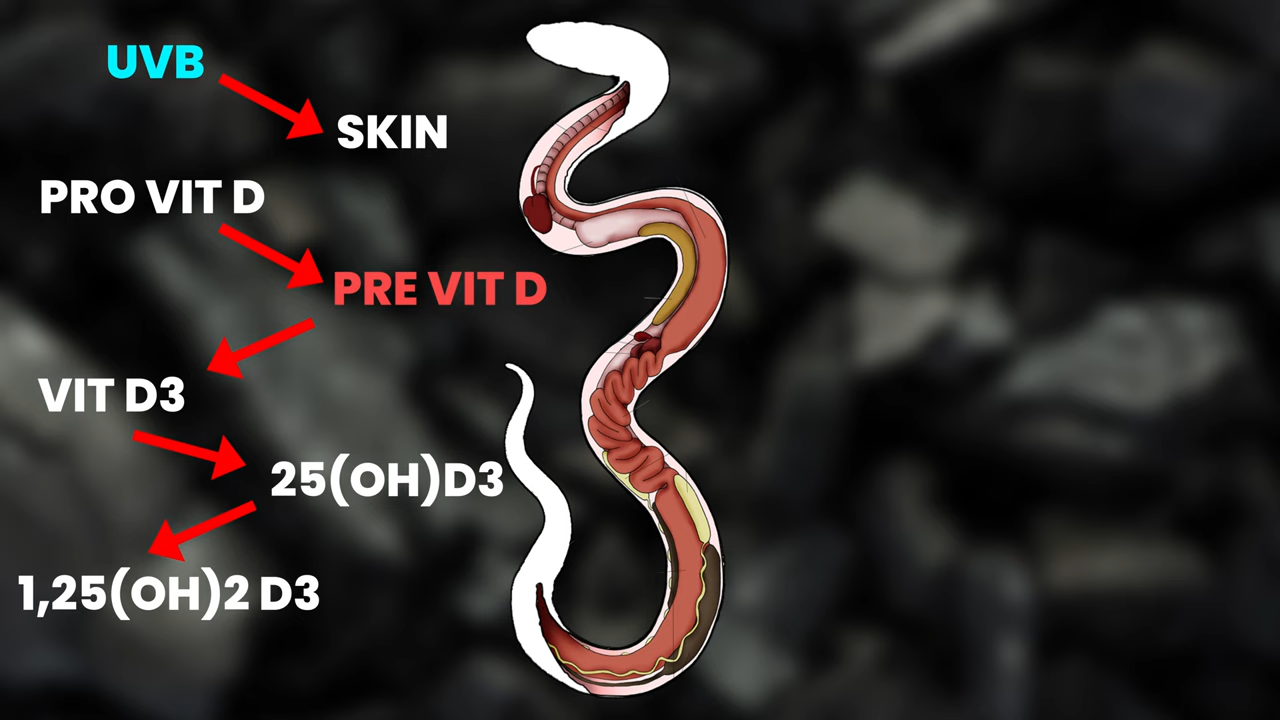 UVB
SKIN
PRO VIT D
PRE VIT D
VIT D3
25(OH)D3
1,25(OH)2 D3